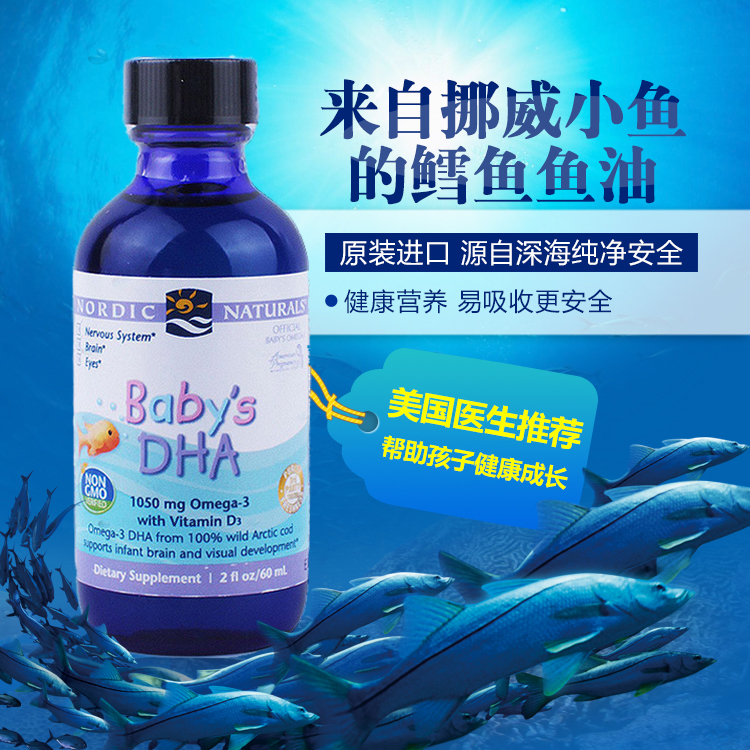 来自挪威小鱼
的鳕鱼鱼油
原装进口 源自深海纯净安全
●健康营养 易吸收更安全
美国医生推荐
帮助孩子健康成长
NORDIC NATURALS
Nervous System*
Brain*
Eyes*
OFFICIAL
Baby's
DHA
NON
GMO
VERIFIED
1050 mg Omega-3
with Vitamin D3
Omega-3 DHA from 100% wild Arctic cod
supports infant brain and visual development*
Dietary Supplement | 2 fl oz/60 mL